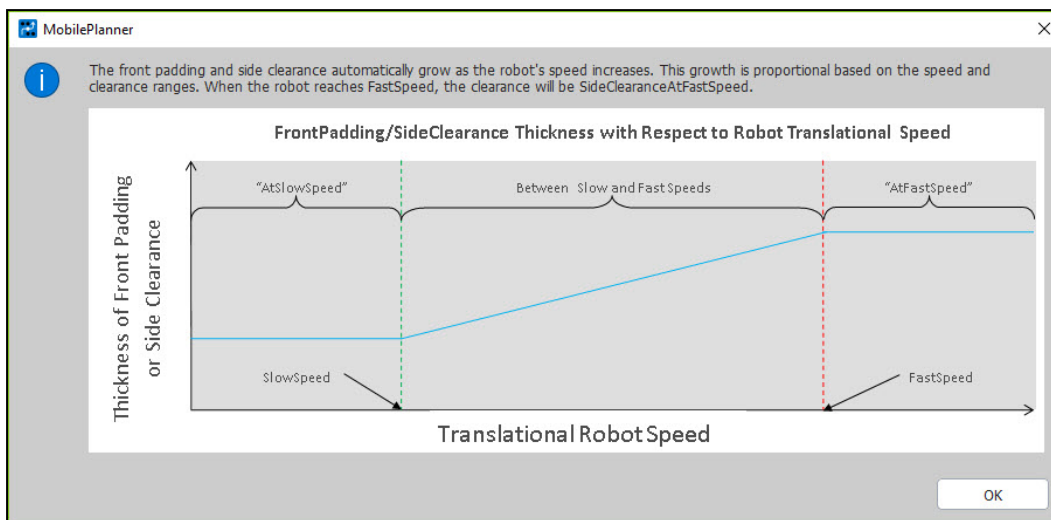 MobilePlanner
The front padding and side clearance automatically grow as the robot's speed increases. This growth is proportional based on the speed and
clearance ranges. When the robot reaches FastSpeed, the clearance will be SideClearanceAtFastSpeed.
FrontPadding/SideClearance Thickness with Respect to Robot Translational Speed
"AtSlowSpeed"
Between Slow and Fast Speeds
"AtFastSpeed"
Thickness of Front Padding
or Side Clearance
SlowSpeed
FastSpeed
Translational Robot Speed
OK